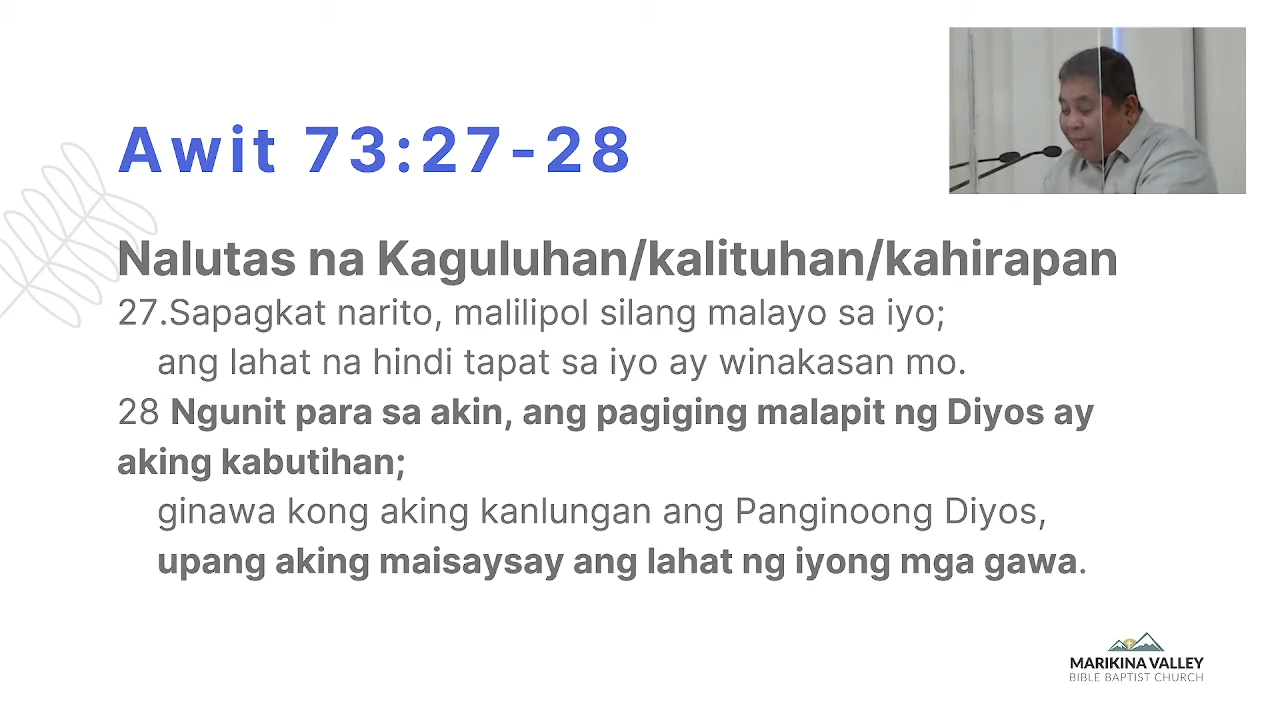 Awit 73:27-28
Nalutas na Kaguluhan/kalituhan/kahirapan
27.Sapagkat narito, malilipol silang malayo sa iyo;
ang lahat na hindi tapat sa iyo ay winakasan mo.
28 Ngunit para sa akin, ang pagiging malapit ng Diyos ay
aking kabutihan;
ginawa kong aking kanlungan ang Panginoong Diyos,
upang aking maisaysay ang lahat ng iyong mga gawa.
MARIKINA VALLEY
BIBLE BAPTIST CHURCH